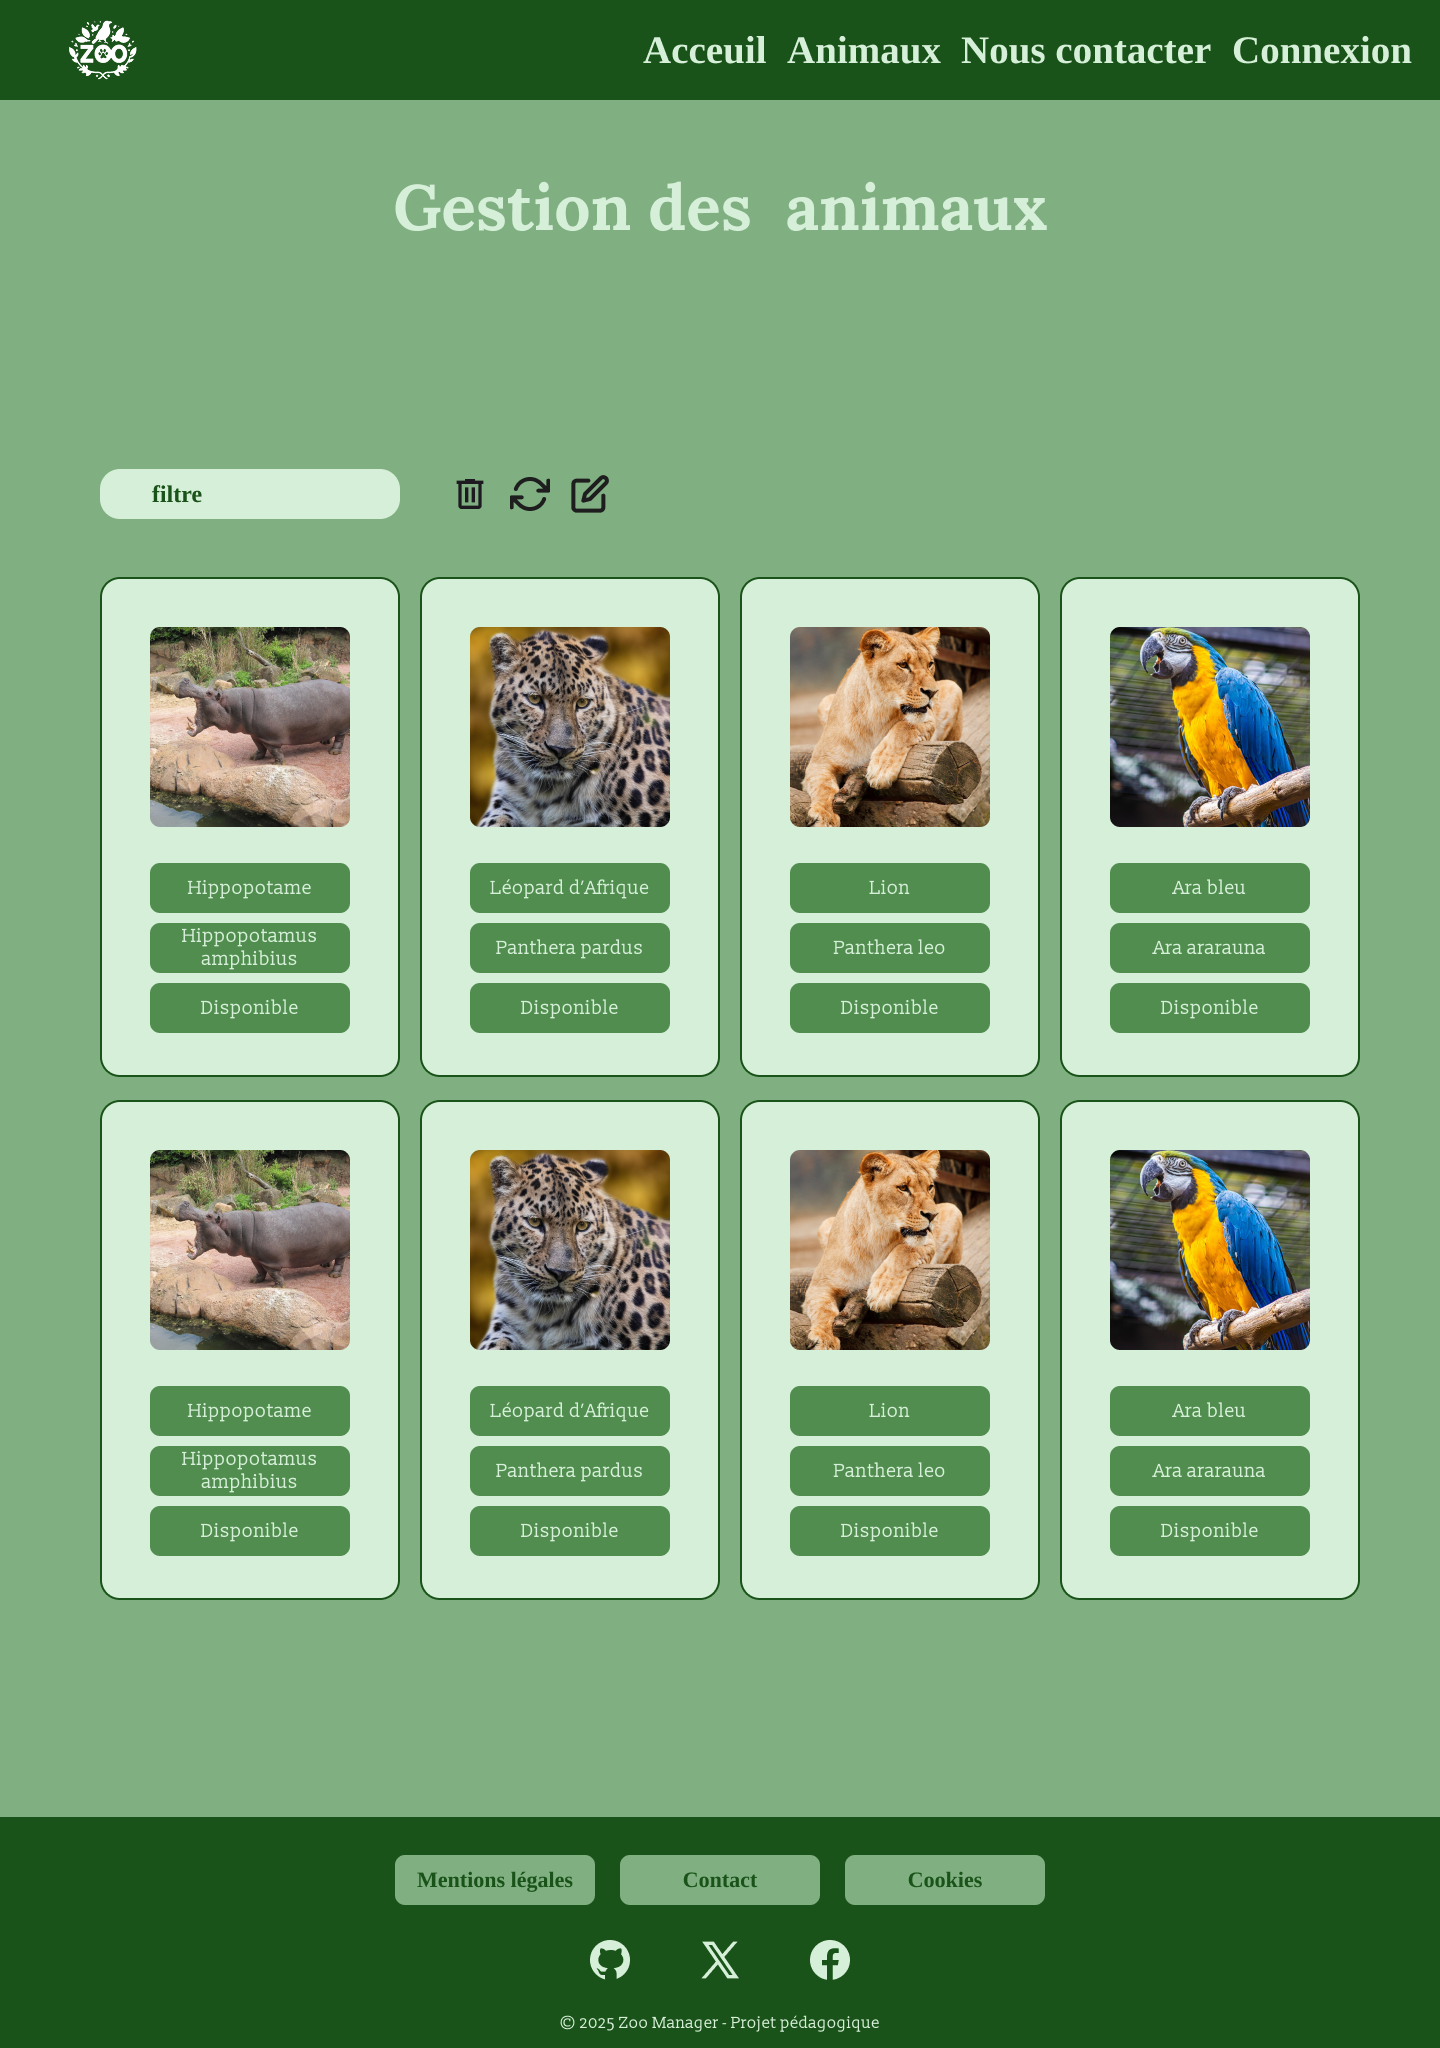 ZOO
Acceuil Animaux Nous contacter Connexion
Gestion des animaux
filtre
Hippopotame
Hippopotamus
amphibius
Disponible
Léopard d’Afrique
Panthera pardus
Disponible
Lion
Panthera leo
Disponible
Ara bleu
Ara ararauna
Disponible
Hippopotame
Hippopotamus
amphibius
Disponible
Léopard d’Afrique
Panthera pardus
Disponible
Lion
Panthera leo
Disponible
Ara bleu
Ara ararauna
Disponible
Mentions légales
Contact
Cookies
© 2025 Zoo Manager - Projet pédagogique